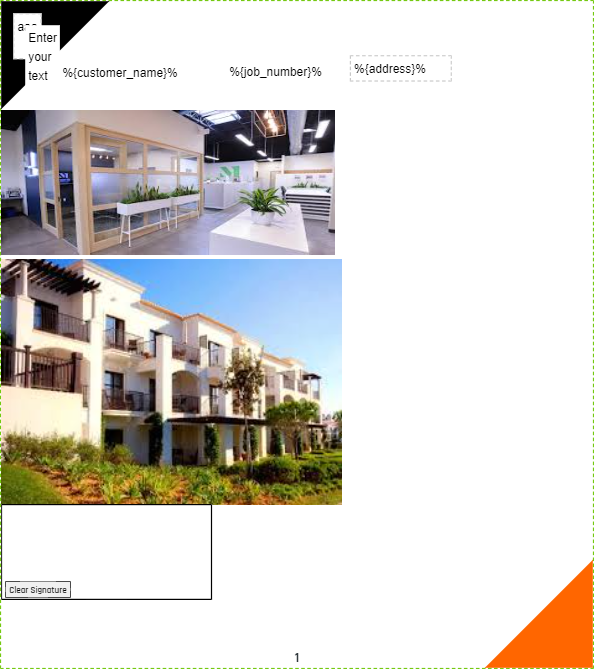 Enter
your
text
%{customer_name}%
%{job_number}%
%{address}%
Clear Signature
1